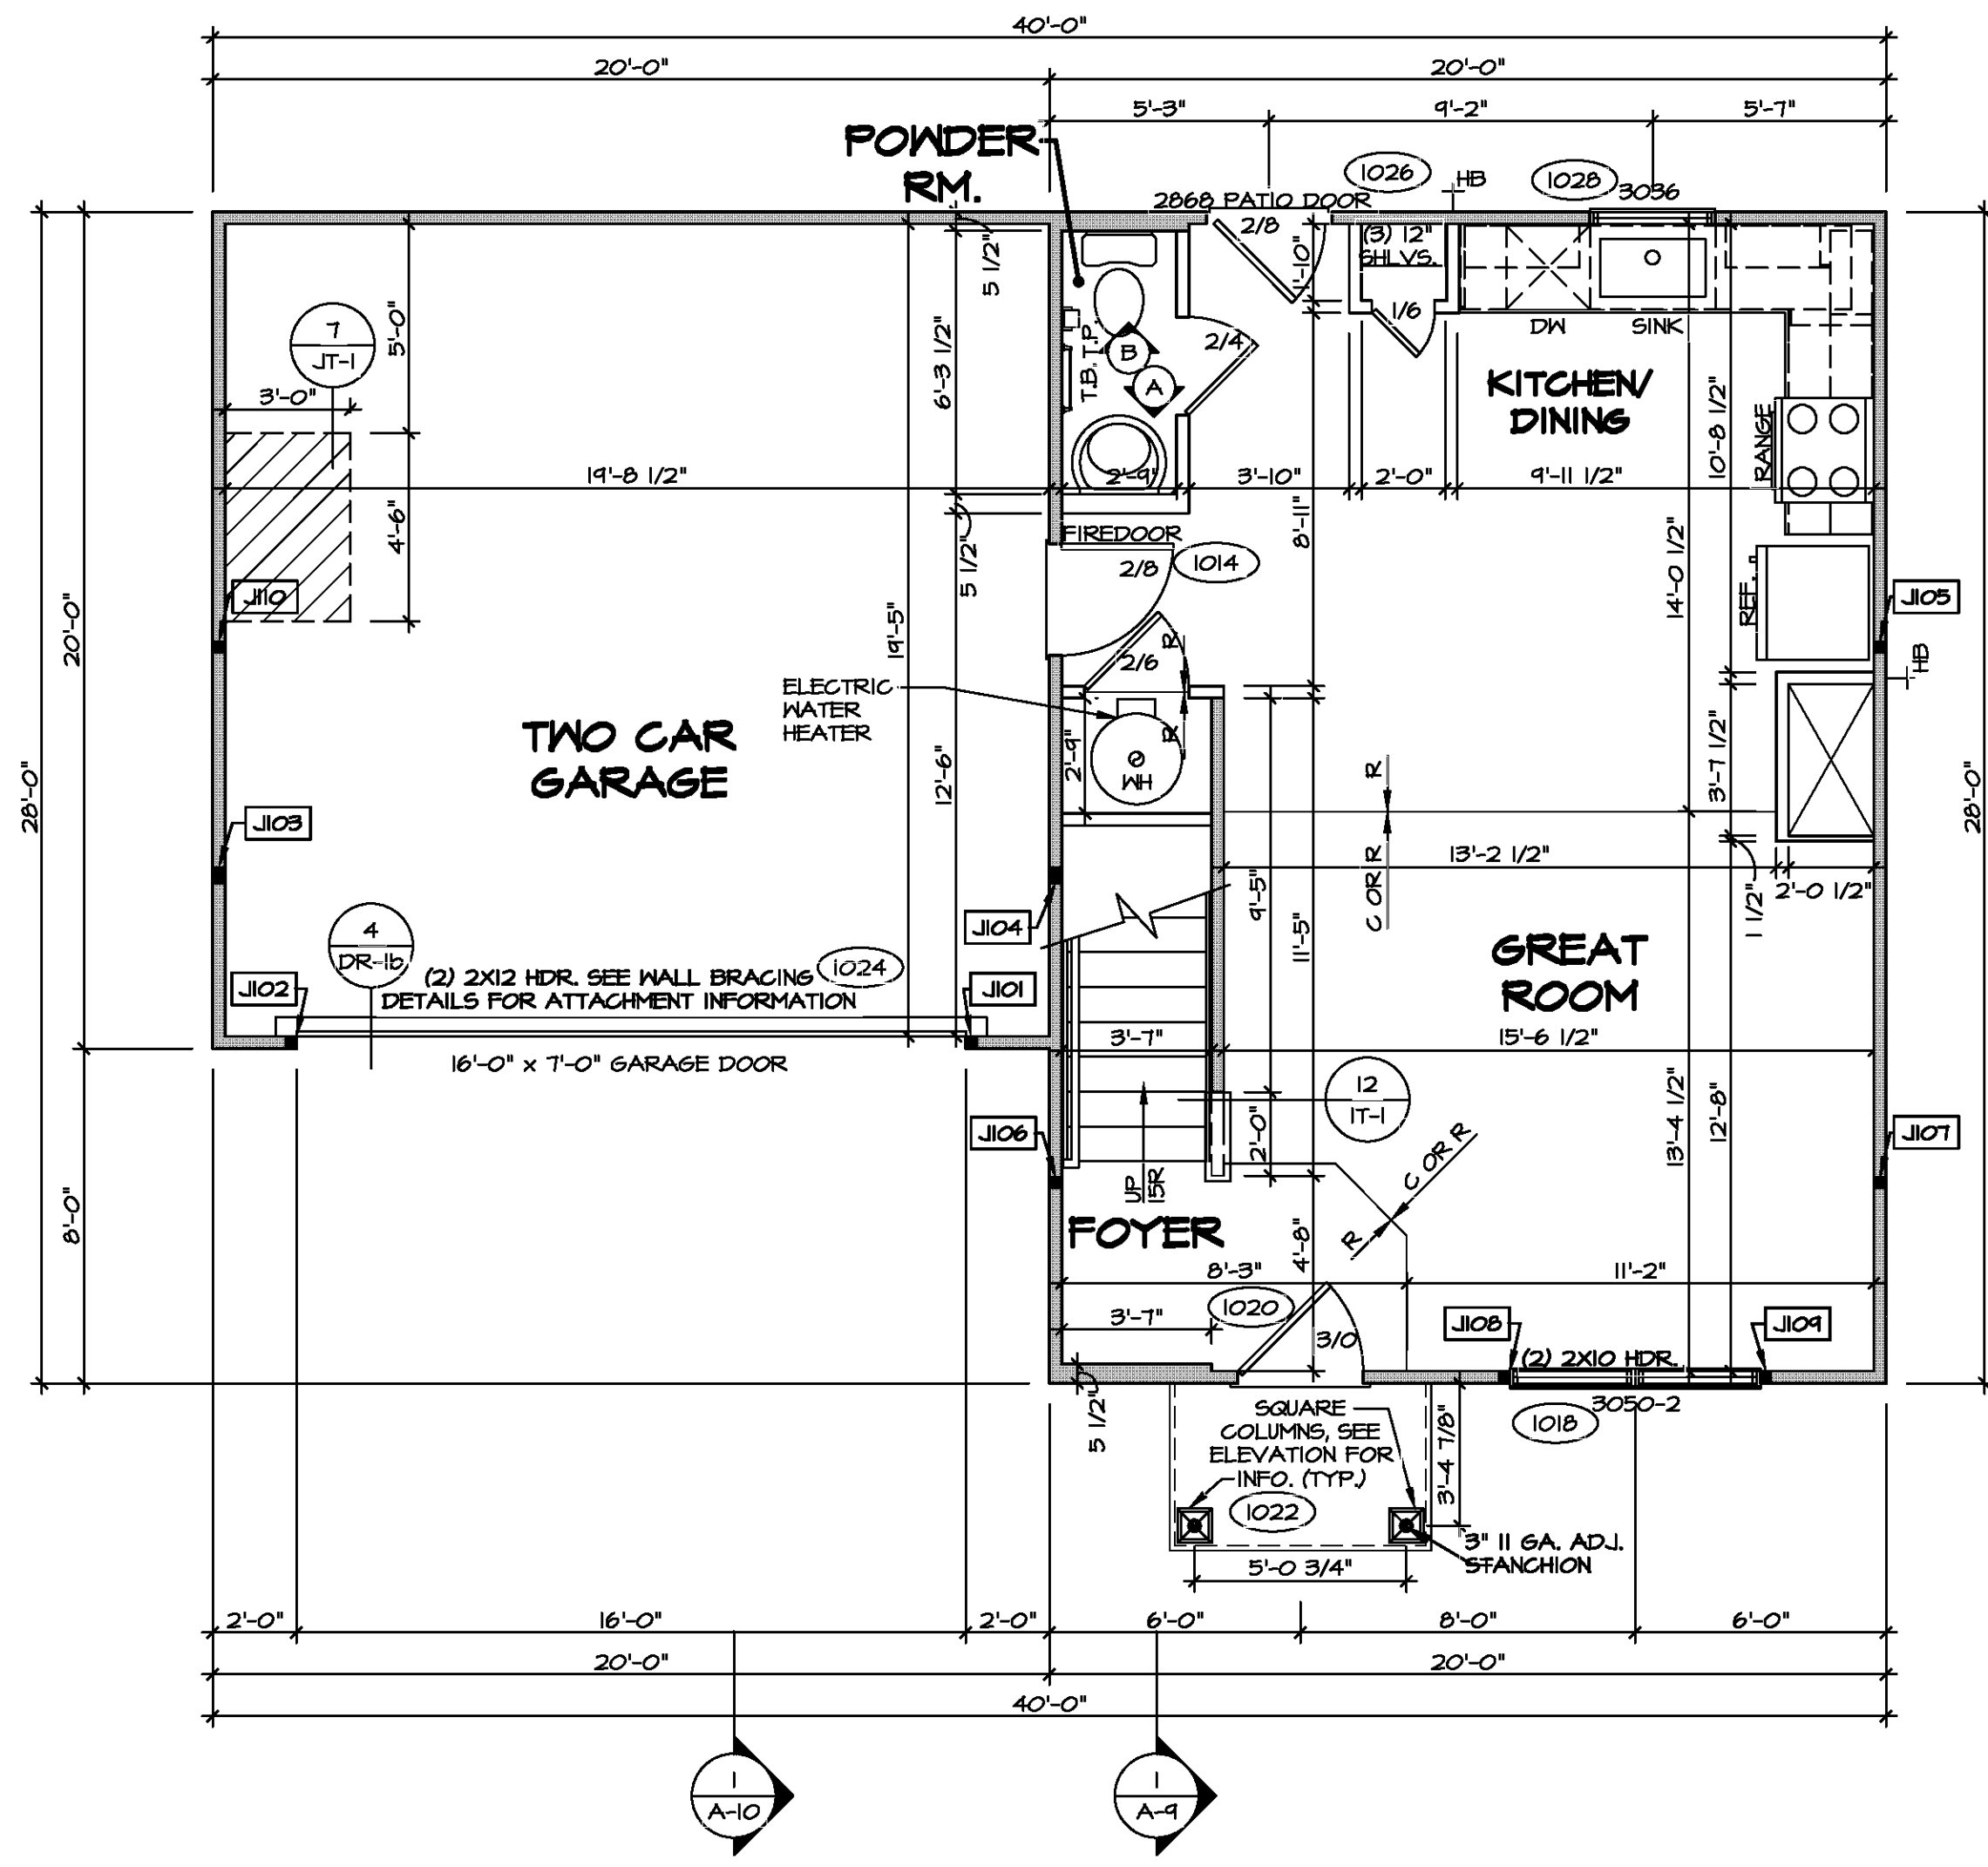 40'-0"
20'-0"
20'-0"
5'-3"
9'-2"
5'-7"
POWDER
RM.
1026
HB
1028
3036
2868 PATIO DOOR
2/8
(3) 12"
SHLVS.
1/6
DW
SINK
5 1/2"
5'-0"
7
JT-1
3'-0"
6'-3 1/2"
T.B. T.P.
B
A
2/4
KITCHEN/
DINING
10'-8 1/2"
RANGE
19'-8 1/2"
2'-9"
3'-10"
2'-0"
9'-11 1/2"
4'-6"
8'-11"
FIREDOOR
1014
2/8
5 1/2"
14'-0 1/2"
REF.
J110
J105
HB
20'-0"
19'-5"
2/6
R
R
ELECTRIC
WATER
HEATER
WH
2'-9"
TWO CAR
GARAGE
12'-6"
28'-0"
28'-0"
3'-7 1/2"
R
C OR R
J103
13'-2 1/2"
2'-0 1/2"
1 1/2"
9'-5"
11'-5"
J104
GREAT
ROOM
4
DR-1b
1024
(2) 2X12 HDR. SEE WALL BRACING
DETAILS FOR ATTACHMENT INFORMATION
J102
J101
16'-0" x 7'-0" GARAGE DOOR
3'-7"
15'-6 1/2"
12
IT-1
13'-4 1/2"
12'-8"
2'-0"
J106
J107
C OR R
R
UP
15R
8'-0"
FOYER
4'-8"
8'-3"
11'-2"
1020
3'-7"
3/0
J108
J109
(2) 2X10 HDR.
3050-2
1018
5 1/2"
SQUARE
COLUMNS, SEE
ELEVATION FOR
INFO. (TYP.)
1022
3'-4 7/8"
3" 11 GA. ADJ.
STANCHION
5'-0 3/4"
2'-0"
16'-0"
2'-0"
6'-0"
8'-0"
6'-0"
20'-0"
20'-0"
40'-0"
1
A-10
1
A-9